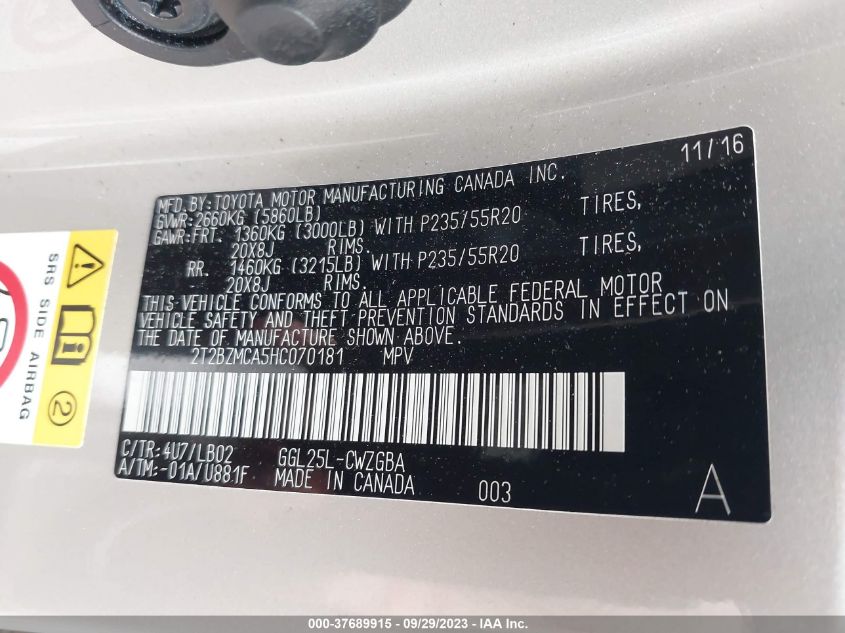 11/16
MFD.BY:TOYOTA MOTOR MANUFACTURING CANADA INC.
GVWR:2660KG (5860LB)
GAWR:FRT. 1360KG (3000LB) WITH P235/55R20 TIRES,
20X8J RIMS.
RR. 1460KG (3215LB) WITH P235/55R20 TIRES,
20X8J RIMS.
THIS VEHICLE CONFORMS TO ALL APPLICABLE FEDERAL MOTOR
VEHICLE SAFETY AND THEFT PREVENTION STANDARDS IN EFFECT ON
THE DATE OF MANUFACTURE SHOWN ABOVE.
2T2BZMCA5HC070181 MPV
C/TR:4U7/LB02 GGL25L-CWZGBA
A/TM:-01A/U881F MADE IN CANADA 003 A
SRS SIDE AIRBAG
2
000-37689915 - 09/29/2023 - IAA Inc.